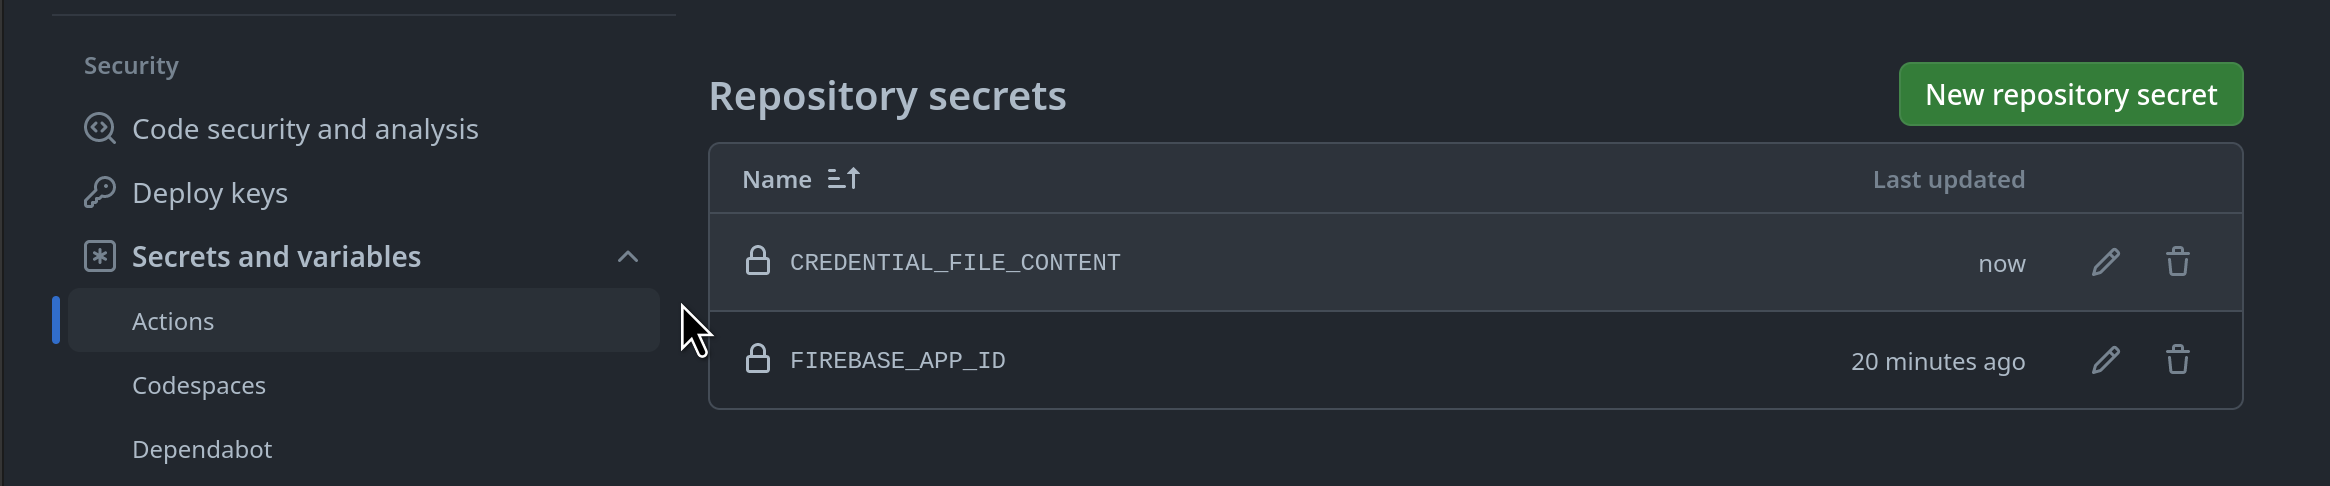 Security
Code security and analysis
Deploy keys
Secrets and variables
Actions
Codespaces
Dependabot
Repository secrets
New repository secret
Name Last updated
CREDENTIAL_FILE_CONTENT now
FIREBASE_APP_ID 20 minutes ago